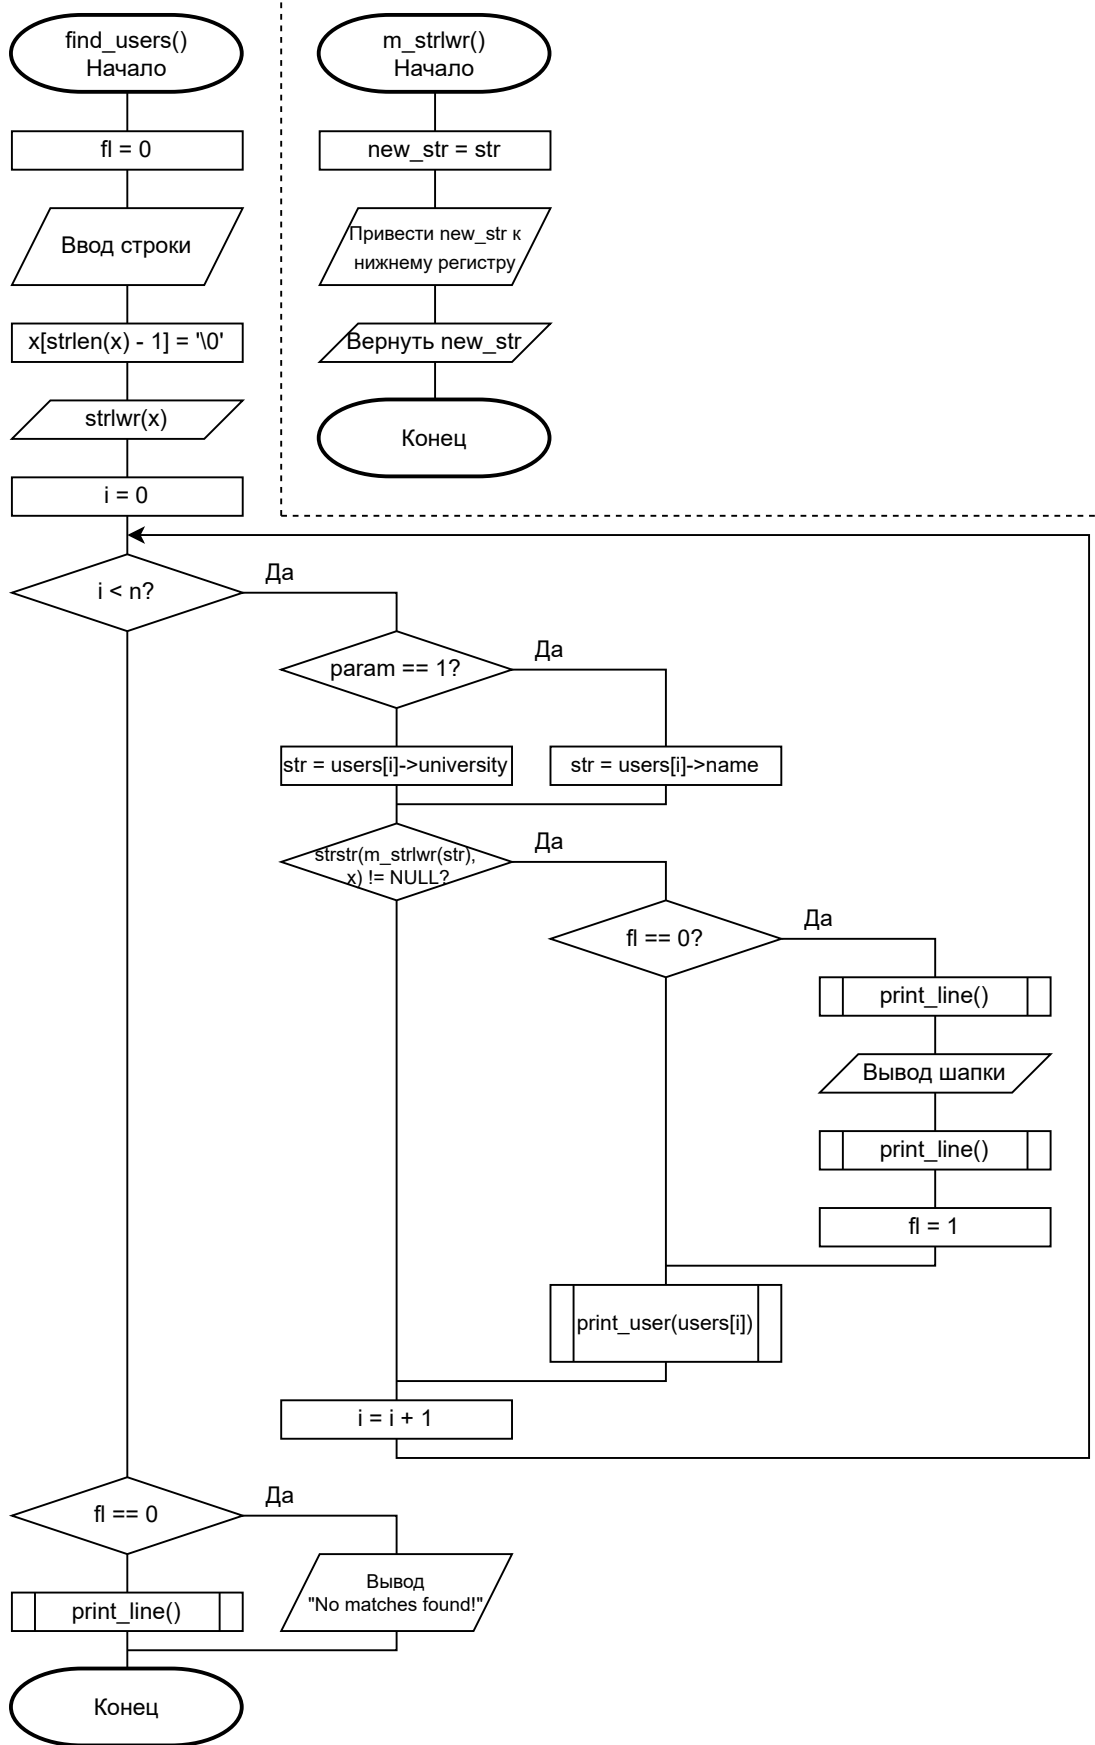 find_users()
Начало
fl = 0
Ввод строки
x[strlen(x) - 1] = '\0'
strlwr(x)
i = 0
m_strlwr()
Начало
new_str = str
Привести new_str к
нижнему регистру
Вернуть new_str
Конец
i < n?
Да
param == 1?
Да
str = users[i]->university
str = users[i]->name
strstr(m_strlwr(str),
x) != NULL?
Да
fl == 0?
Да
print_line()
Вывод шапки
print_line()
fl = 1
print_user(users[i])
i = i + 1
fl == 0
Да
print_line()
Вывод
"No matches found!"
Конец